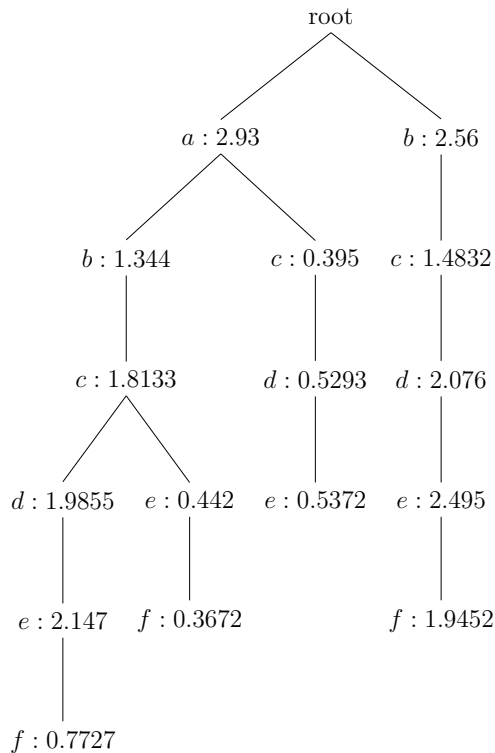 root
a : 2.93
b : 2.56
b : 1.344
c : 0.395
c : 1.4832
c : 1.8133
d : 0.5293
d : 2.076
d : 1.9855
e : 0.442
e : 0.5372
e : 2.495
e : 2.147
f : 0.3672
f : 1.9452
f : 0.7727